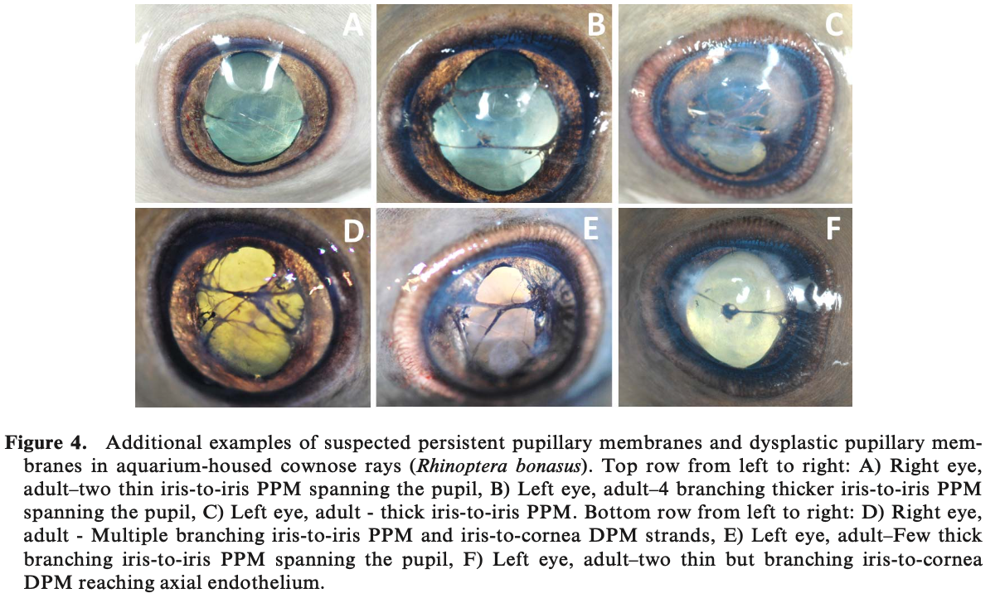 A
B
C
D
E
F
Figure 4. Additional examples of suspected persistent pupillary membranes and dysplastic pupillary mem-
branes in aquarium-housed cownose rays (Rhinoptera bonasus). Top row from left to right: A) Right eye,
adult–two thin iris-to-iris PPM spanning the pupil, B) Left eye, adult–4 branching thicker iris-to-iris PPM
spanning the pupil, C) Left eye, adult - thick iris-to-iris PPM. Bottom row from left to right: D) Right eye,
adult - Multiple branching iris-to-iris PPM and iris-to-cornea DPM strands, E) Left eye, adult–Few thick
branching iris-to-iris PPM spanning the pupil, F) Left eye, adult–two thin but branching iris-to-cornea
DPM reaching axial endothelium.